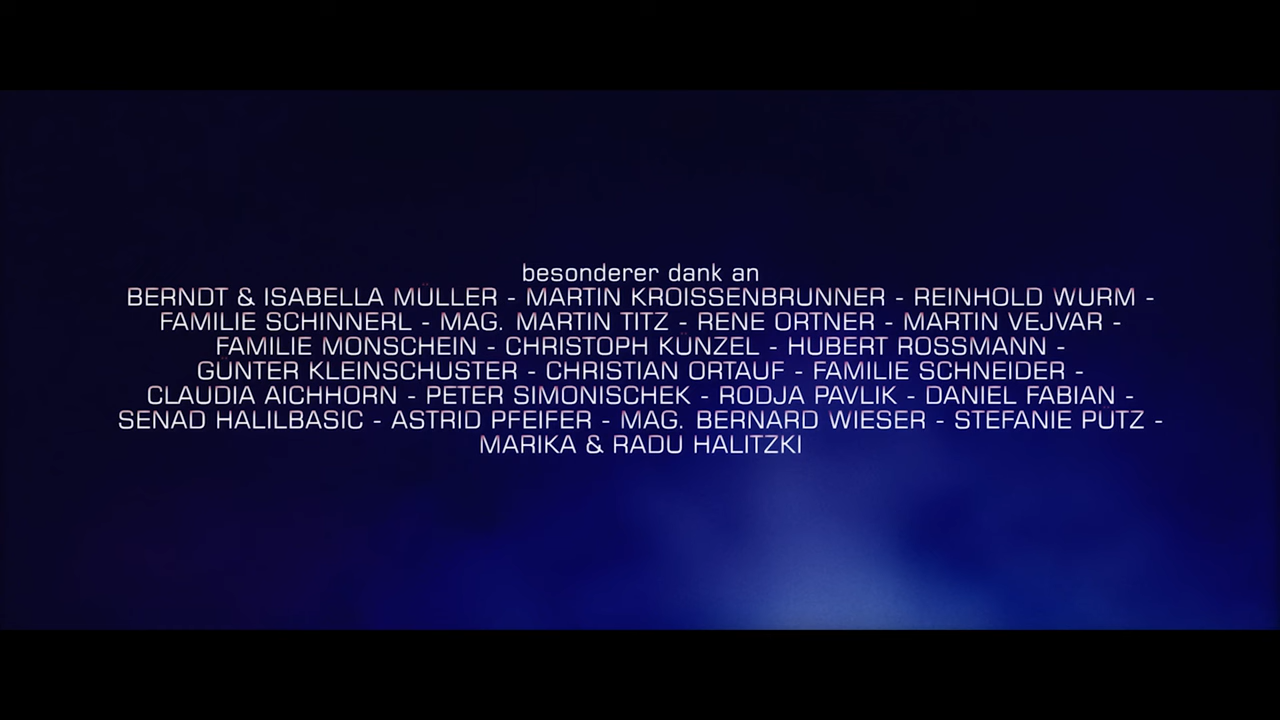 besonderer dank an
BERNDT & ISABELLA MÜLLER - MARTIN KROISSENBRUNNER - REINHOLD WURM -
FAMILIE SCHINNERL - MAG. MARTIN TITZ - RENE ORTNER - MARTIN VEJVAR -
FAMILIE MONSCHEIN - CHRISTOPH KÜNZEL - HUBERT ROSSMANN -
GÜNTER KLEINSCHUSTER - CHRISTIAN ORTAUF - FAMILIE SCHNEIDER -
CLAUDIA AICHHORN - PETER SIMONISCHEK - RODJA PAVLIK - DANIEL FABIAN -
SENAD HALILBASIC - ASTRID PFEIFER - MAG. BERNARD WIESER - STEFANIE PÜTZ -
MARIKA & RADU HALITZKI